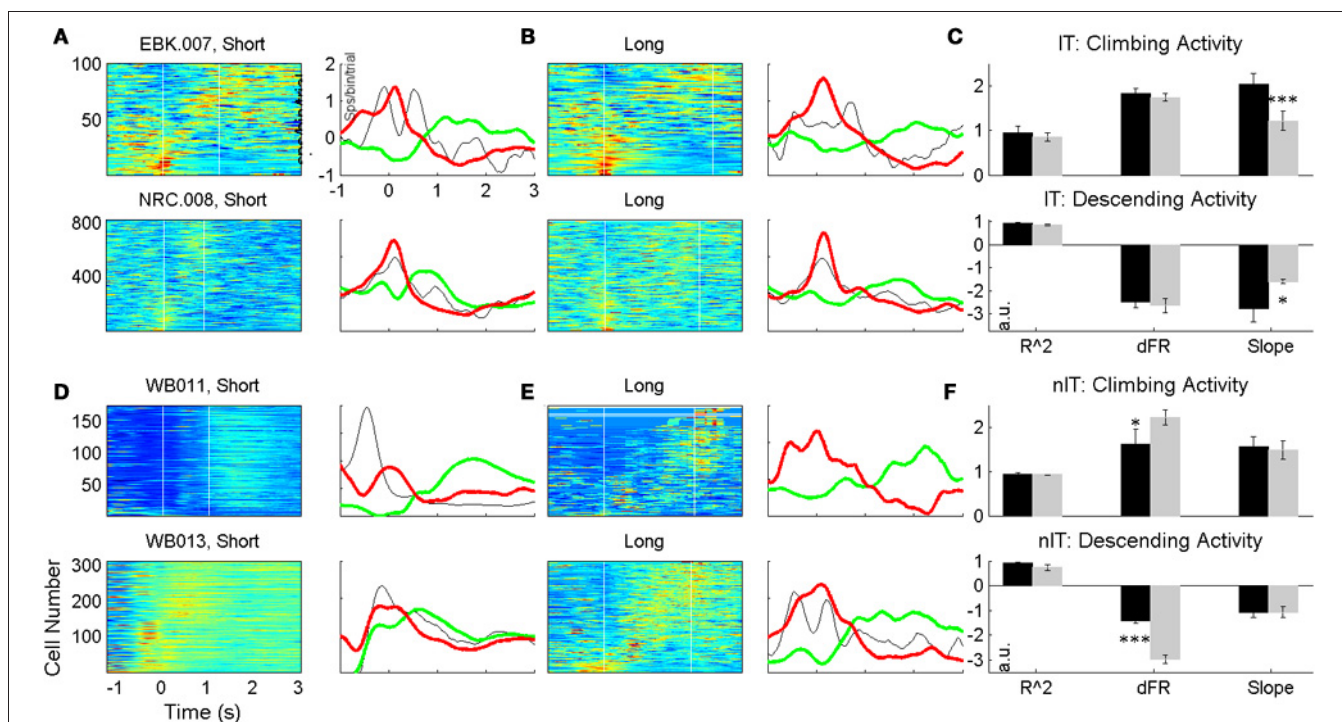 A
EBK.007, Short
100
50
Sps/bin/trial
2
1
0
-1
-1 0 1 2 3
B
Long
C
IT: Climbing Activity
2
1
0
***
NRC.008, Short
800
400
Long
IT: Descending Activity
1
0
-1
-2
-3
a.u.
*
R^2 dFR Slope
D
WB011, Short
150
100
50
E
Long
F
nIT: Climbing Activity
2
1
0
*
WB013, Short
300
200
100
Cell Number
-1 0 1 2 3
Time (s)
Long
nIT: Descending Activity
1
0
-1
-2
-3
a.u.
***
R^2 dFR Slope